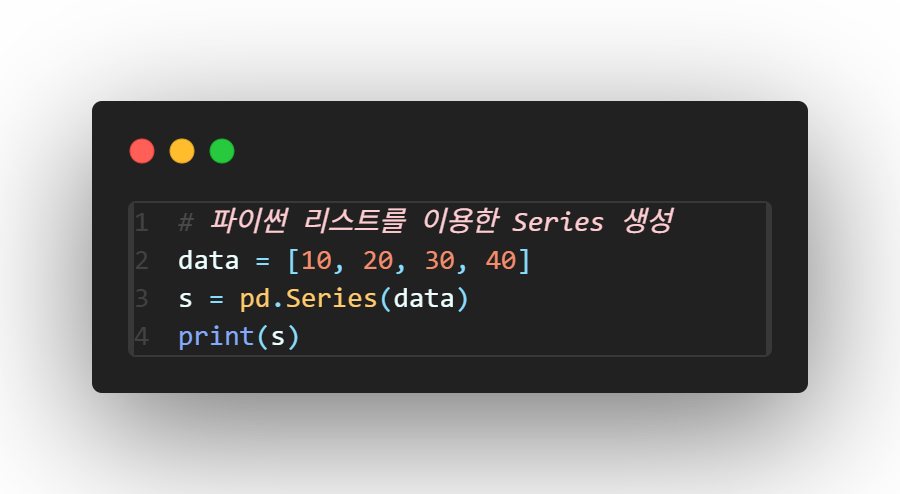 1 # 파이썬 리스트를 이용한 Series 생성
2 data = [10, 20, 30, 40]
3 s = pd.Series(data)
4 print(s)